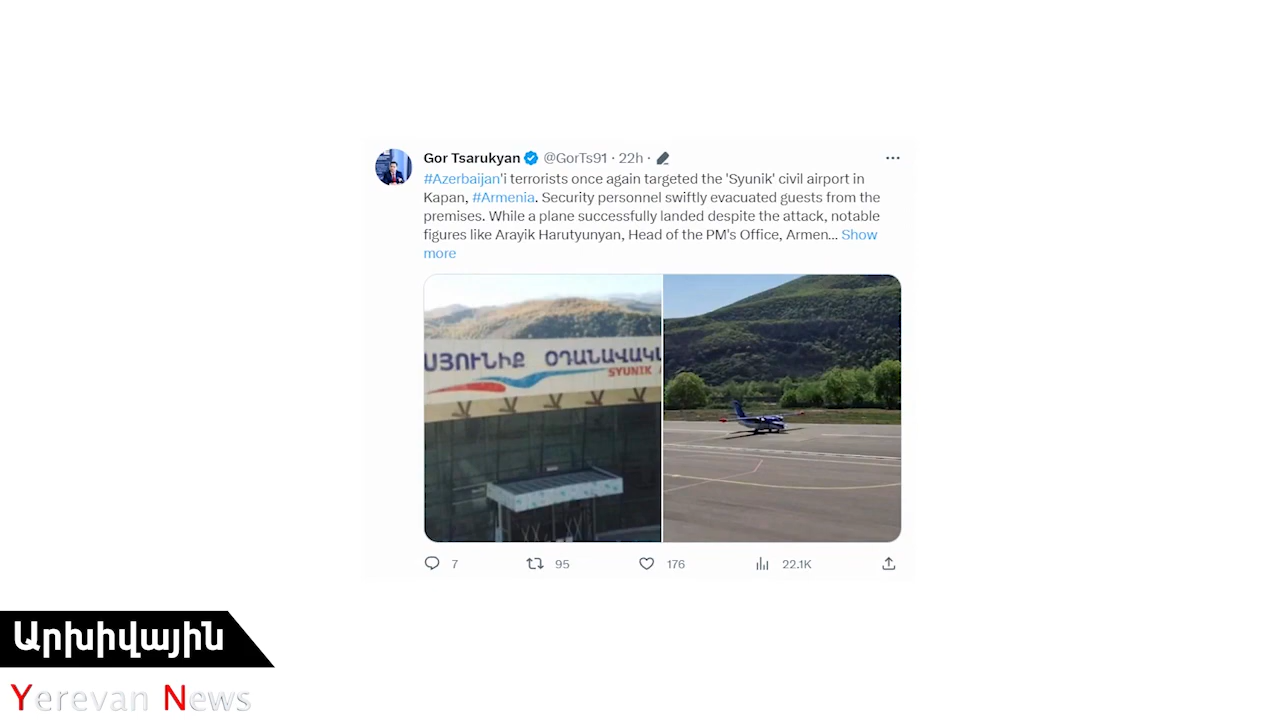 Gor Tsarukyan @GorTs91 · 22h ·
#Azerbaijan'i terrorists once again targeted the 'Syunik' civil airport in
Kapan, #Armenia. Security personnel swiftly evacuated guests from the
premises. While a plane successfully landed despite the attack, notable
figures like Arayik Harutyunyan, Head of the PM's Office, Armen... Show
more
ՍՅՈՒՆԻՔ ՕԴԱՆԱՎԱԿ
SYUNIK
7 95 176 22.1K
Արխիվային
Yerevan News